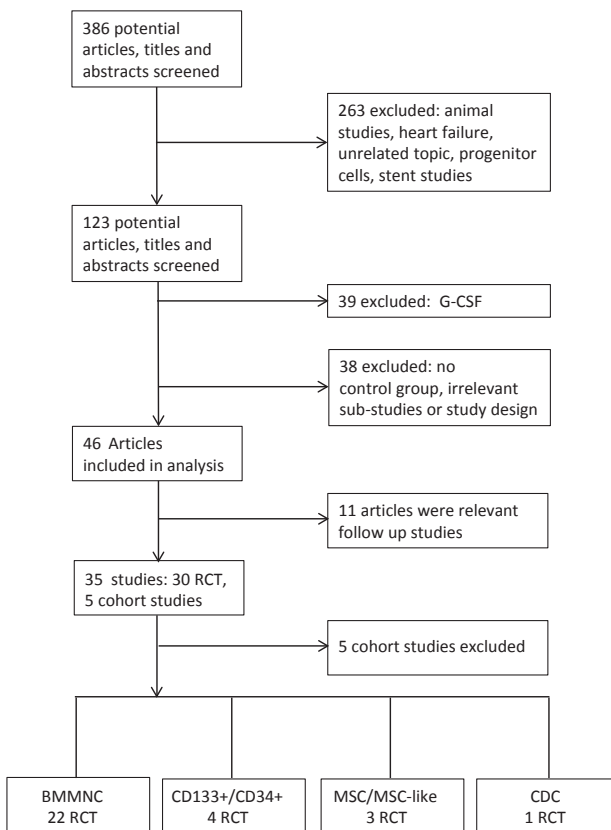 386 potential
articles, titles and
abstracts screened
263 excluded: animal
studies, heart failure,
unrelated topic, progenitor
cells, stent studies
123 potential
articles, titles and
abstracts screened
39 excluded: G-CSF
38 excluded: no
control group, irrelevant
sub-studies or study design
46 Articles
included in analysis
11 articles were relevant
follow up studies
35 studies: 30 RCT,
5 cohort studies
5 cohort studies excluded
BMMNC
22 RCT
CD133+/CD34+
4 RCT
MSC/MSC-like
3 RCT
CDC
1 RCT